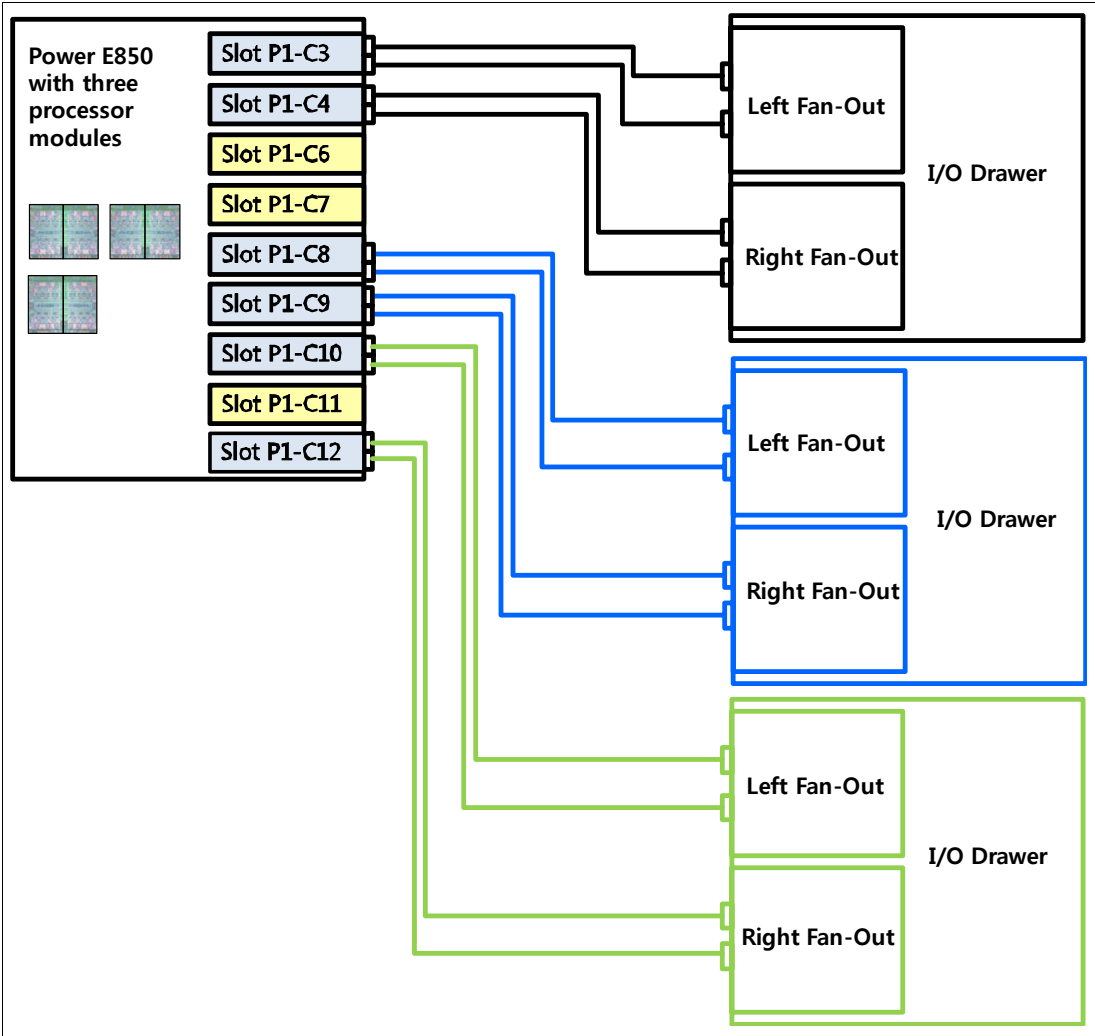 Power E850
with three
processor
modules
Slot P1-C3
Slot P1-C4
Slot P1-C6
Slot P1-C7
Slot P1-C8
Slot P1-C9
Slot P1-C10
Slot P1-C11
Slot P1-C12
Left Fan-Out
Right Fan-Out
I/O Drawer
Left Fan-Out
Right Fan-Out
I/O Drawer
Left Fan-Out
Right Fan-Out
I/O Drawer